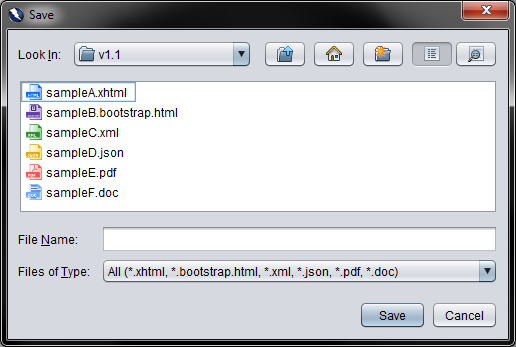 Save
Look In: v1.1
sampleA.xhtml
sampleB.bootstrap.html
sampleC.xml
sampleD.json
sampleE.pdf
sampleF.doc
File Name:
Files of Type: All (*.xhtml, *.bootstrap.html, *.xml, *.json, *.pdf, *.doc)
Save Cancel